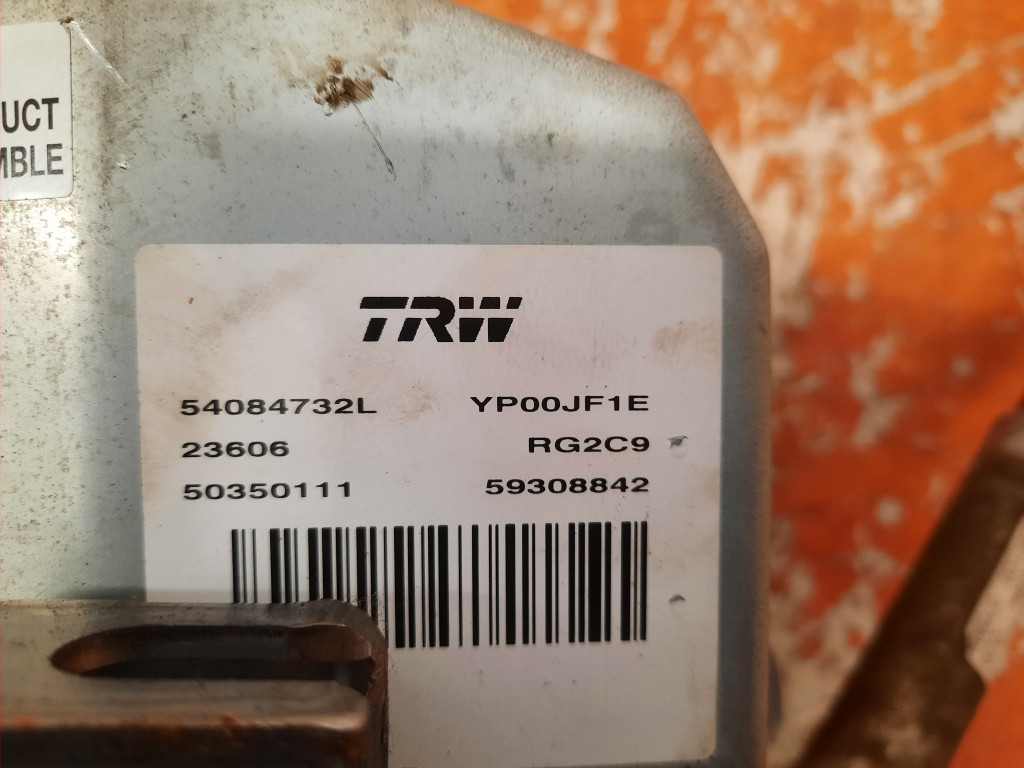 UCT
MBLE
TRW
54084732L YP00JF1E
23606 RG2C9
50350111 59308842